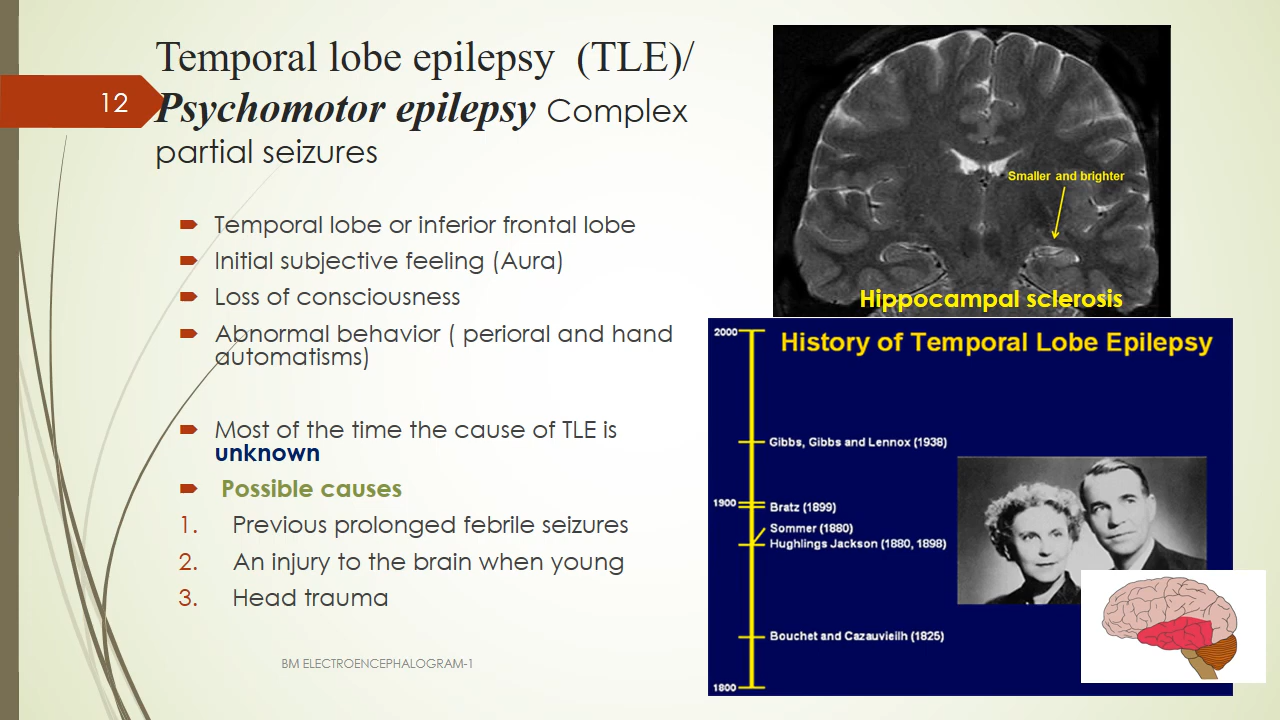 12
Temporal lobe epilepsy (TLE)/
Psychomotor epilepsy Complex
partial seizures
Temporal lobe or inferior frontal lobe
Initial subjective feeling (Aura)
Loss of consciousness
Abnormal behavior ( perioral and hand
automatisms)
Most of the time the cause of TLE is
unknown
Possible causes
1. Previous prolonged febrile seizures
2. An injury to the brain when young
3. Head trauma
BM ELECTROENCEPHALOGRAM-1
Smaller and brighter
Hippocampal sclerosis
History of Temporal Lobe Epilepsy
2000
Gibbs, Gibbs and Lennox (1938)
1900
Bratz (1899)
Sommer (1880)
Hughlings Jackson (1880, 1898)
Bouchet and Cazauvieilh (1825)
1800